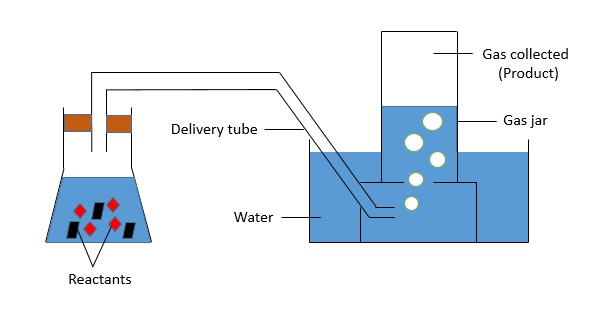 Gas collected
(Product)
Gas jar
Delivery tube
Water
Reactants